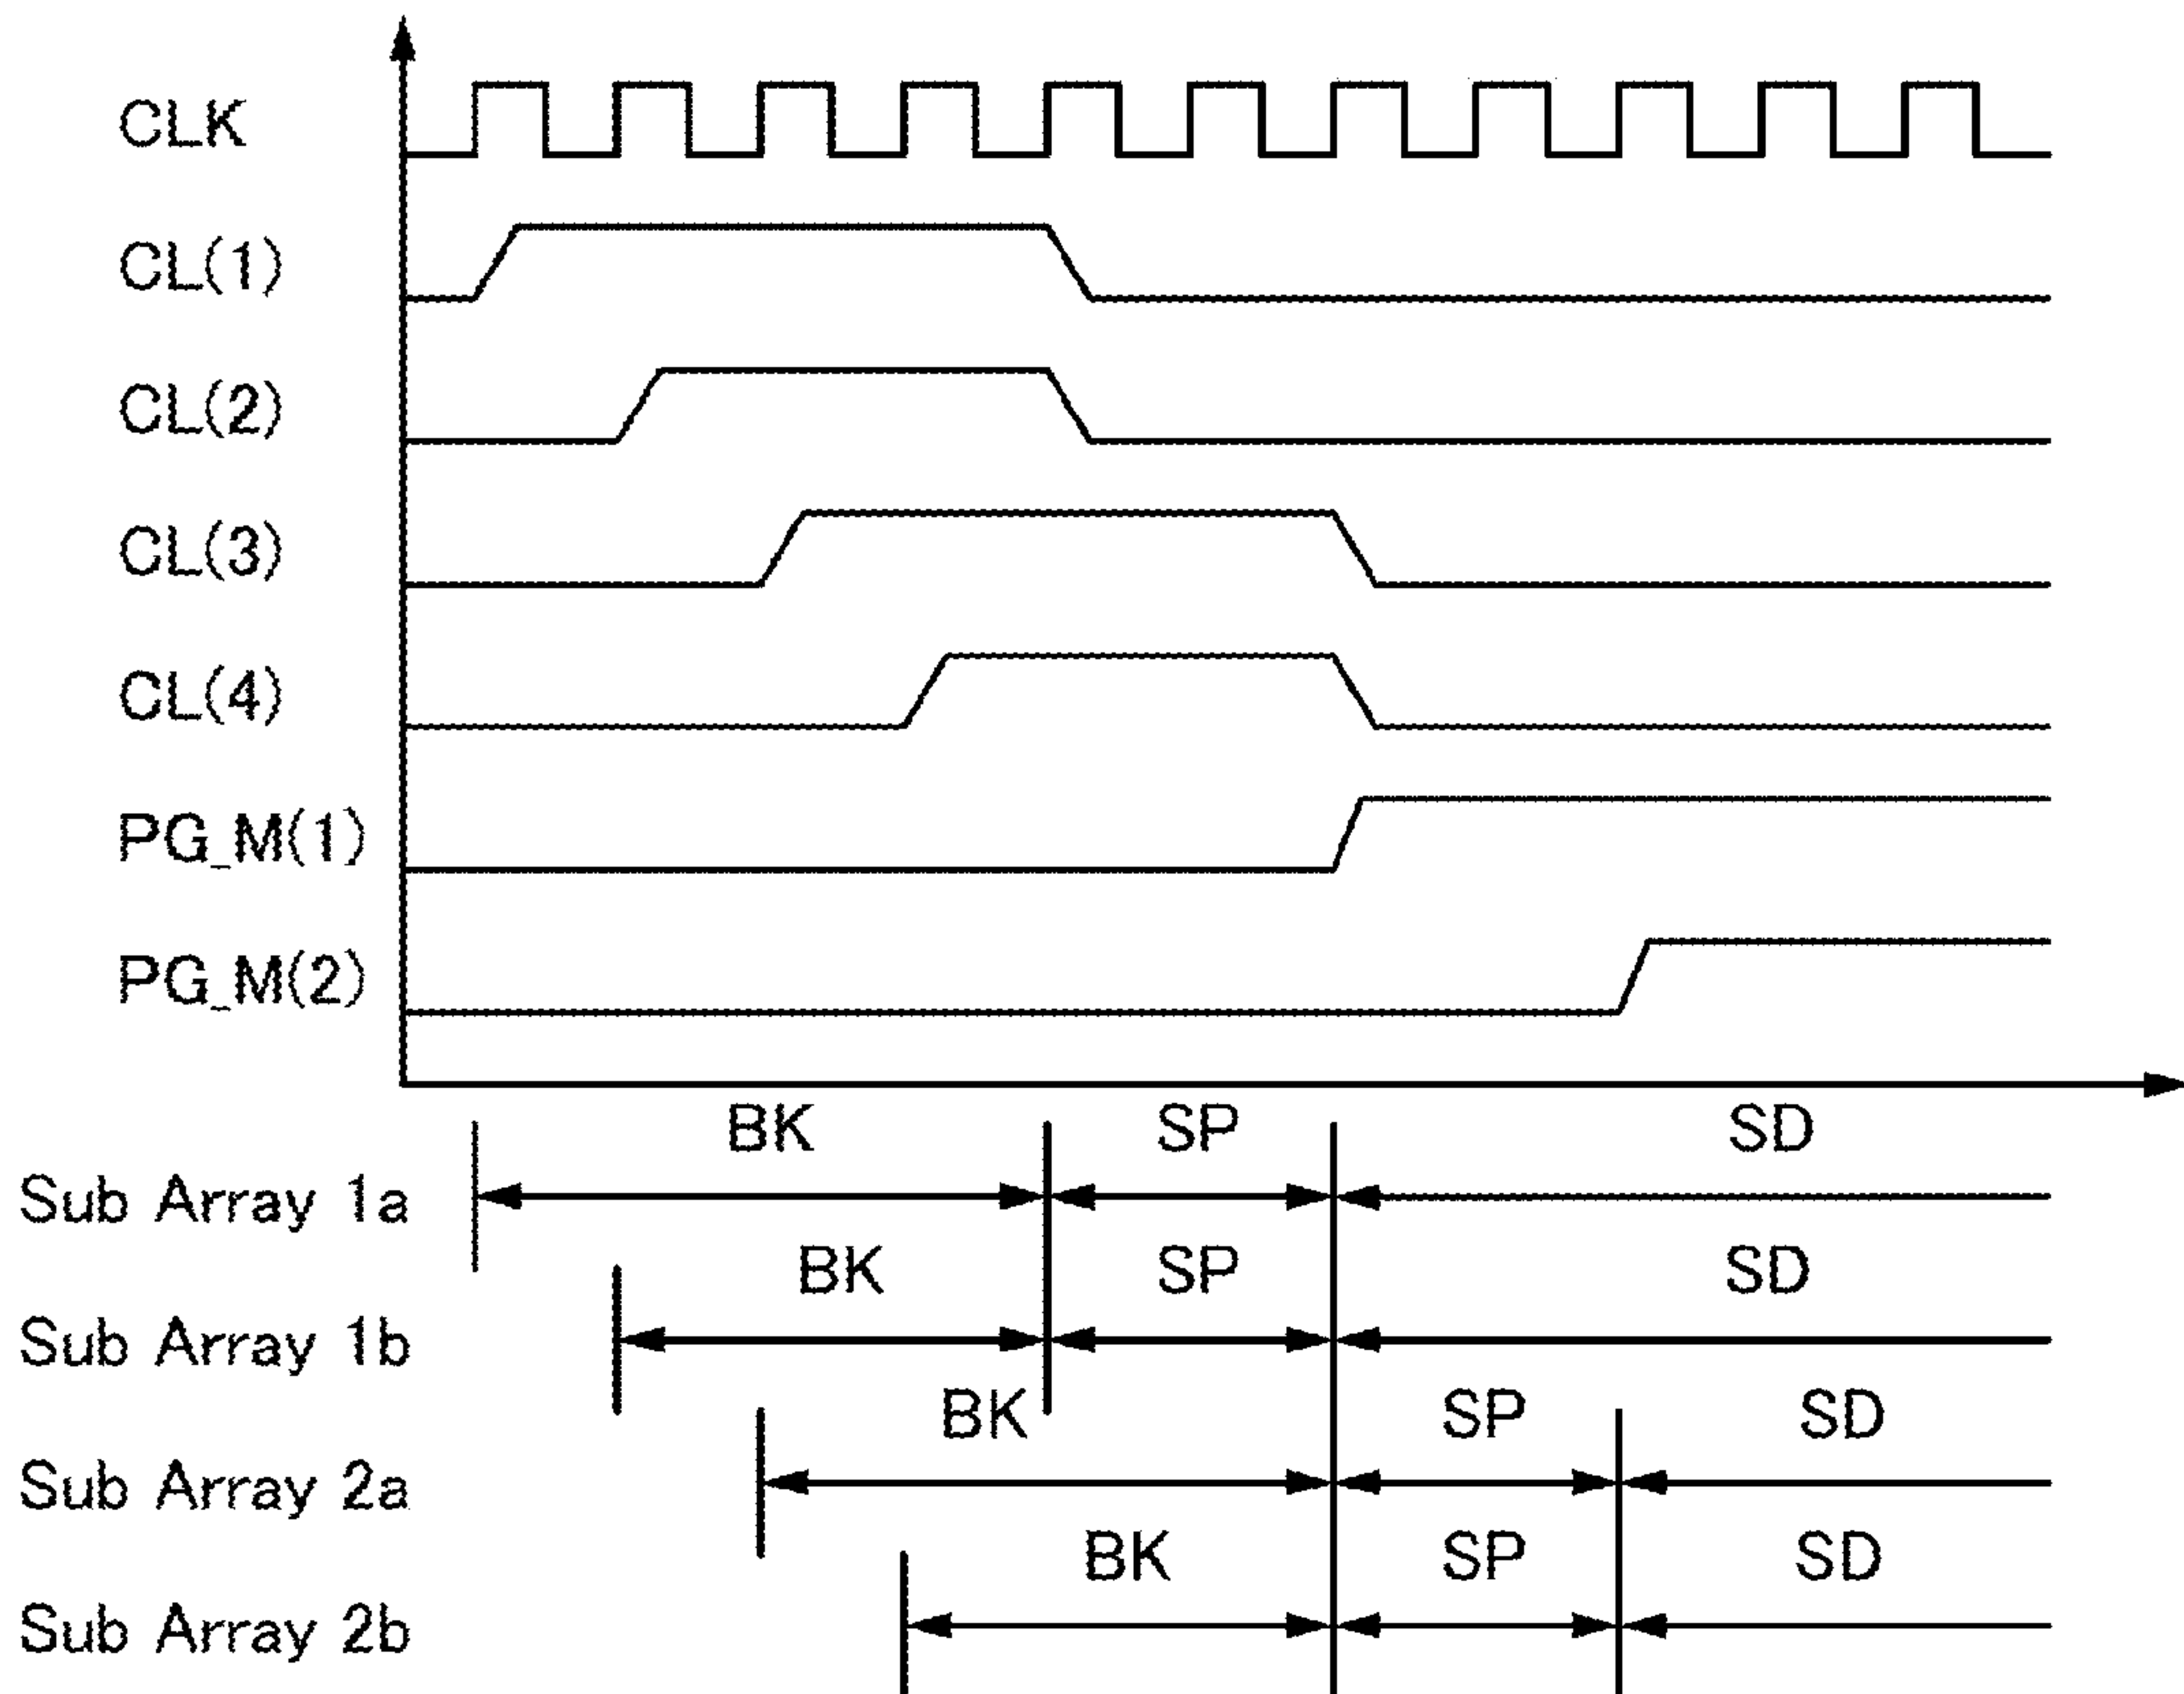 CLK
CL(1)
CL(2)
CL(3)
CL(4)
PG_M(1)
PG_M(2)
BK SP SD
Sub Array 1a
BK SP SD
Sub Array 1b
BK SP SD
Sub Array 2a
BK SP SD
Sub Array 2b